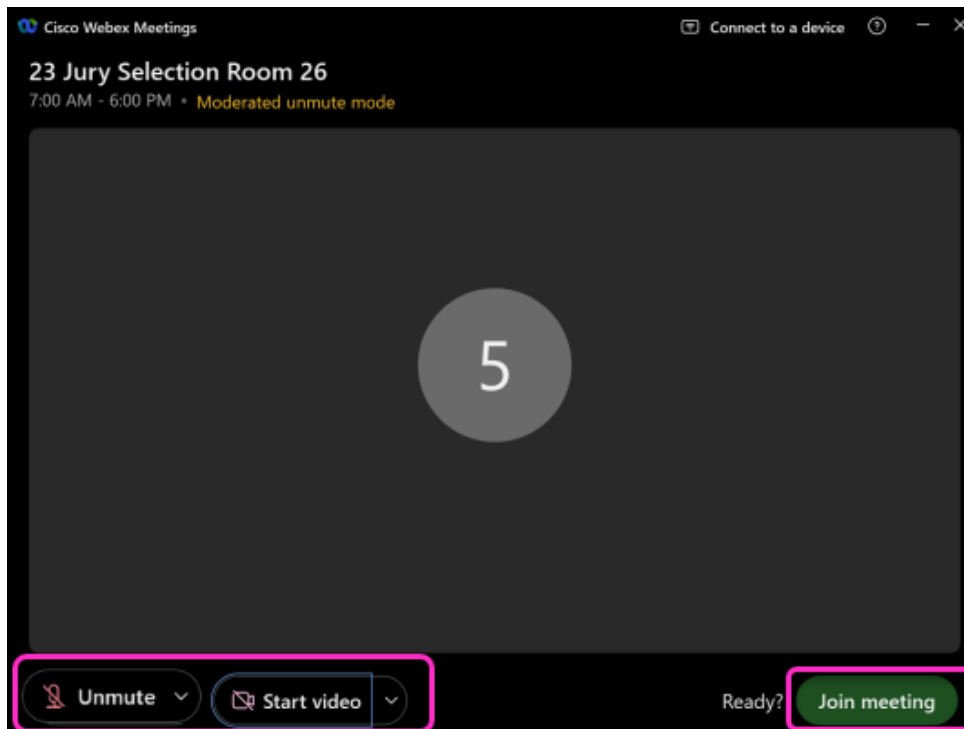 Cisco Webex Meetings
Connect to a device
?
23 Jury Selection Room 26
7:00 AM - 6:00 PM • Moderated unmute mode
5
Unmute
Start video
Ready?
Join meeting